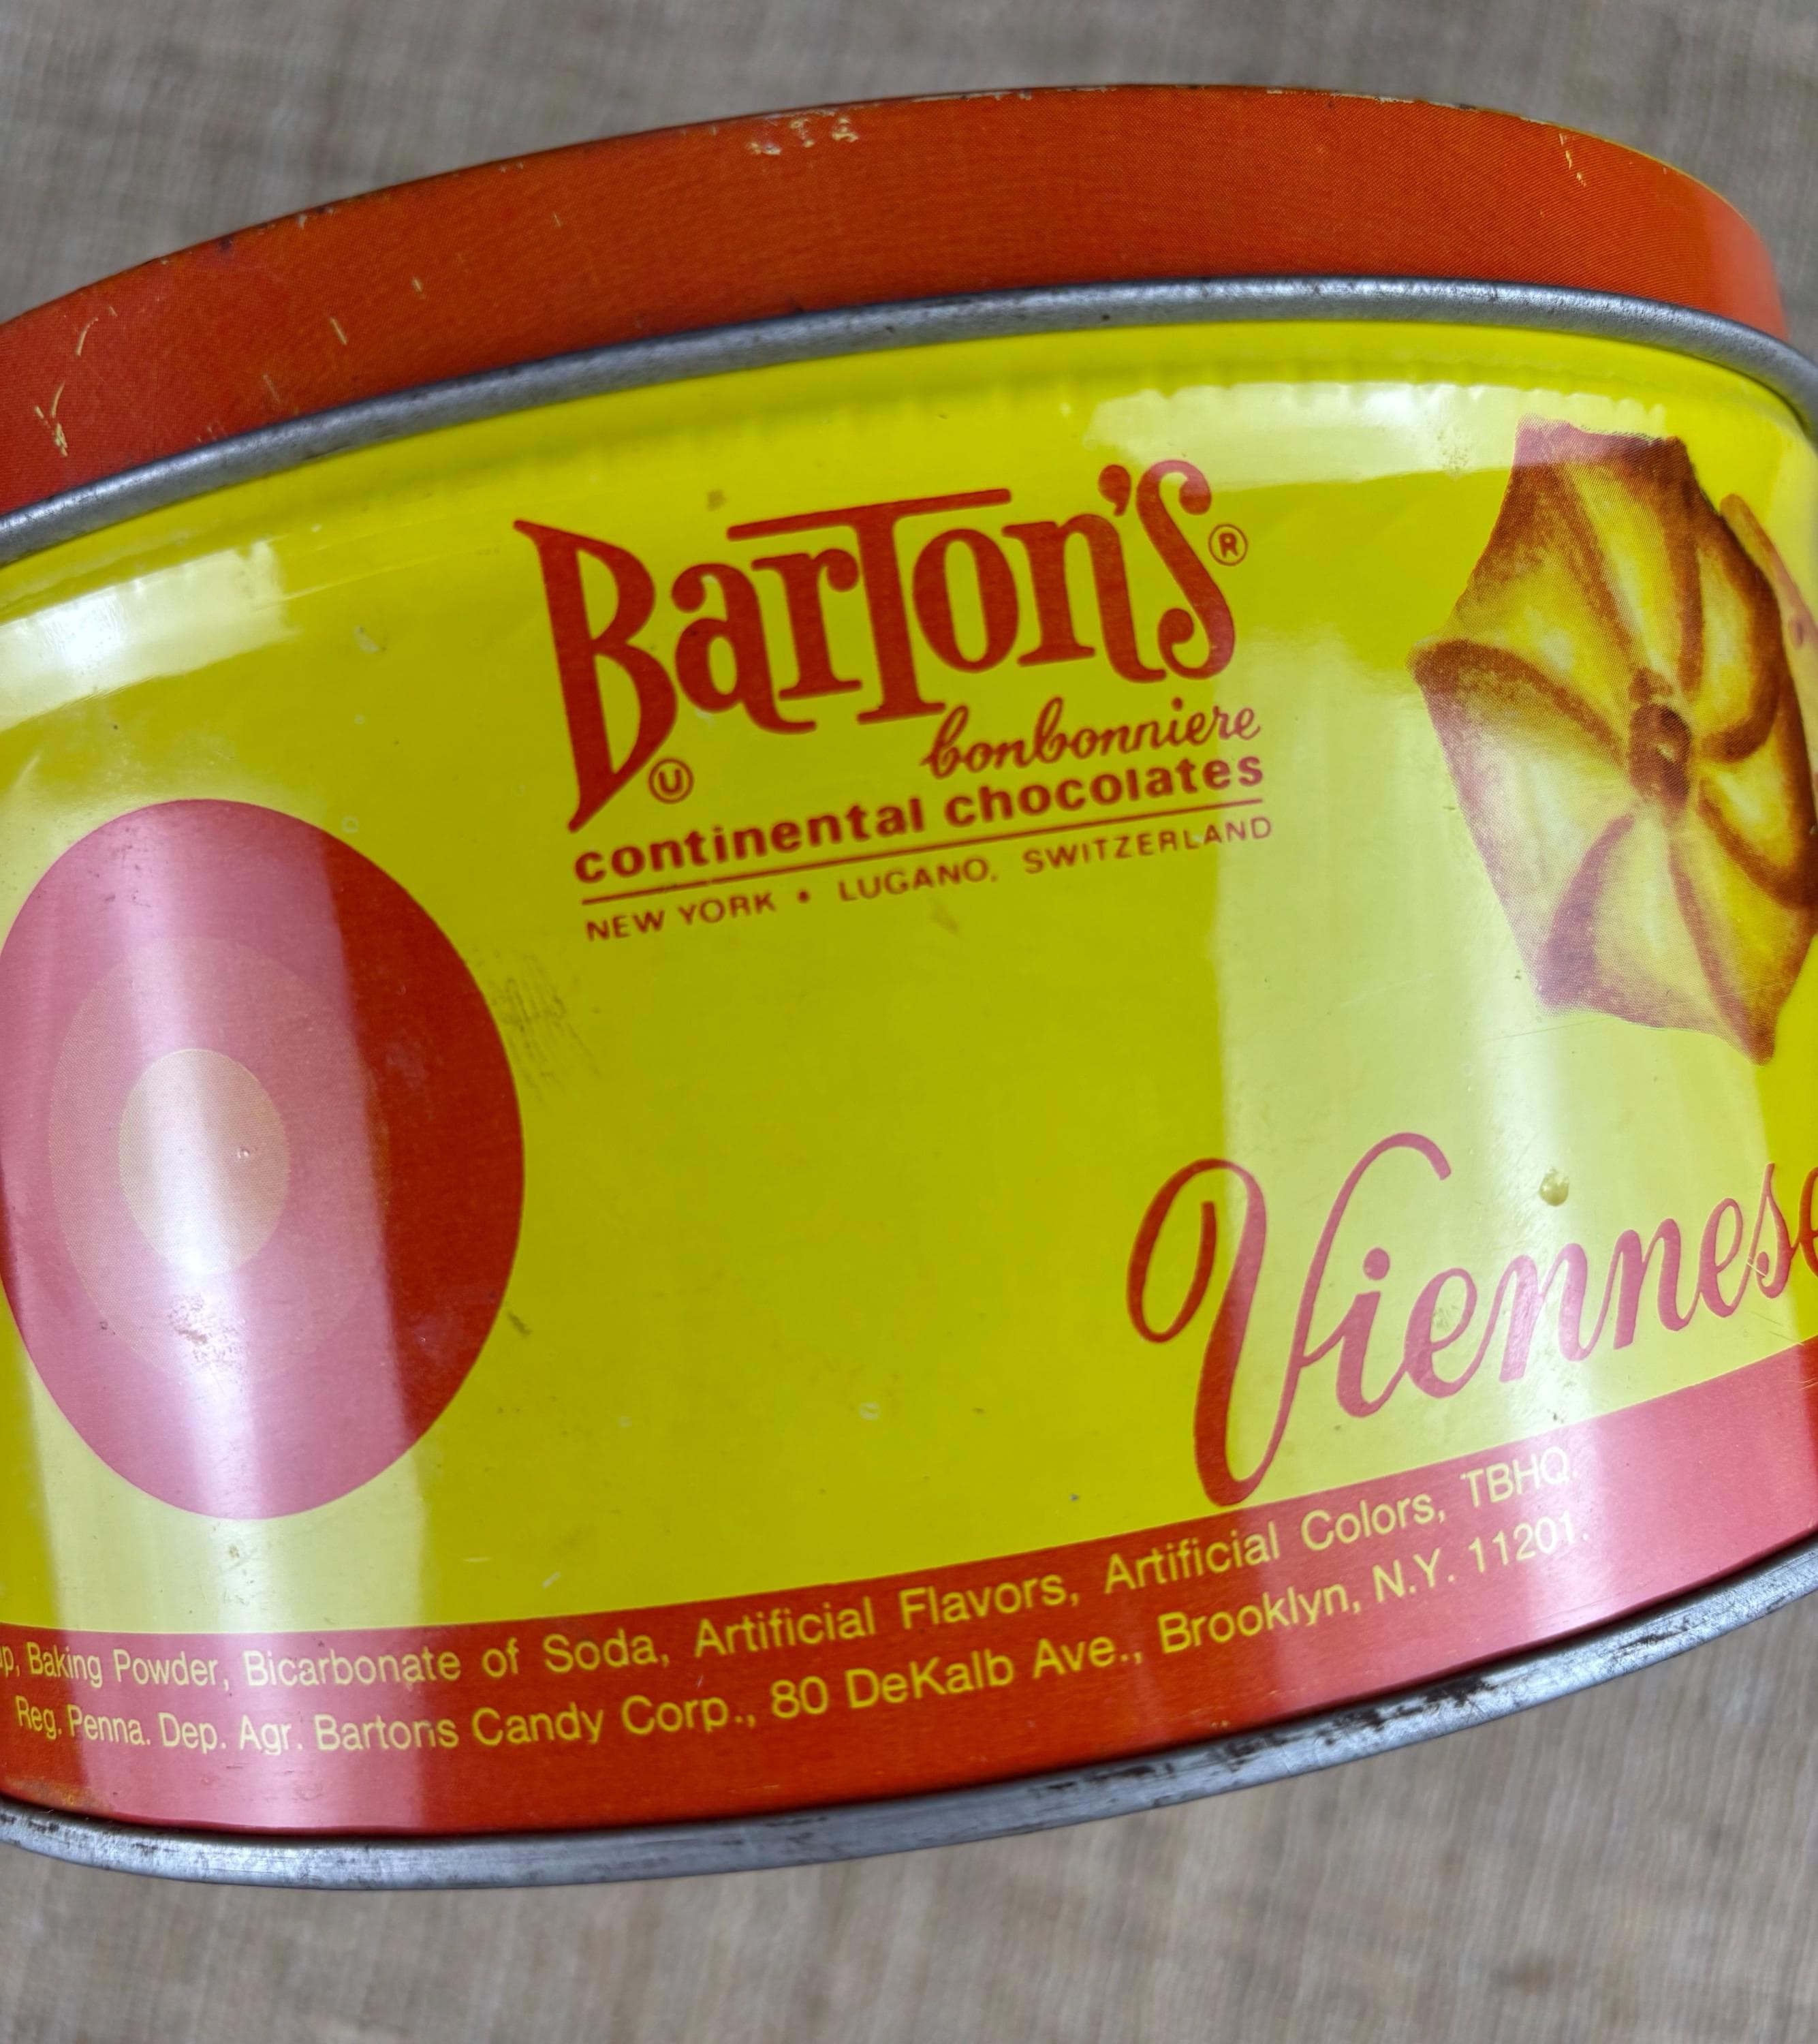 BarTon's®
Ⓤ
bonbonniere
continental chocolates
NEW YORK • LUGANO, SWITZERLAND
Viennese
Baking Powder, Bicarbonate of Soda, Artificial Flavors, Artificial Colors, TBHQ.
Reg. Penna. Dep. Agr. Bartons Candy Corp., 80 DeKalb Ave., Brooklyn, N.Y. 11201.